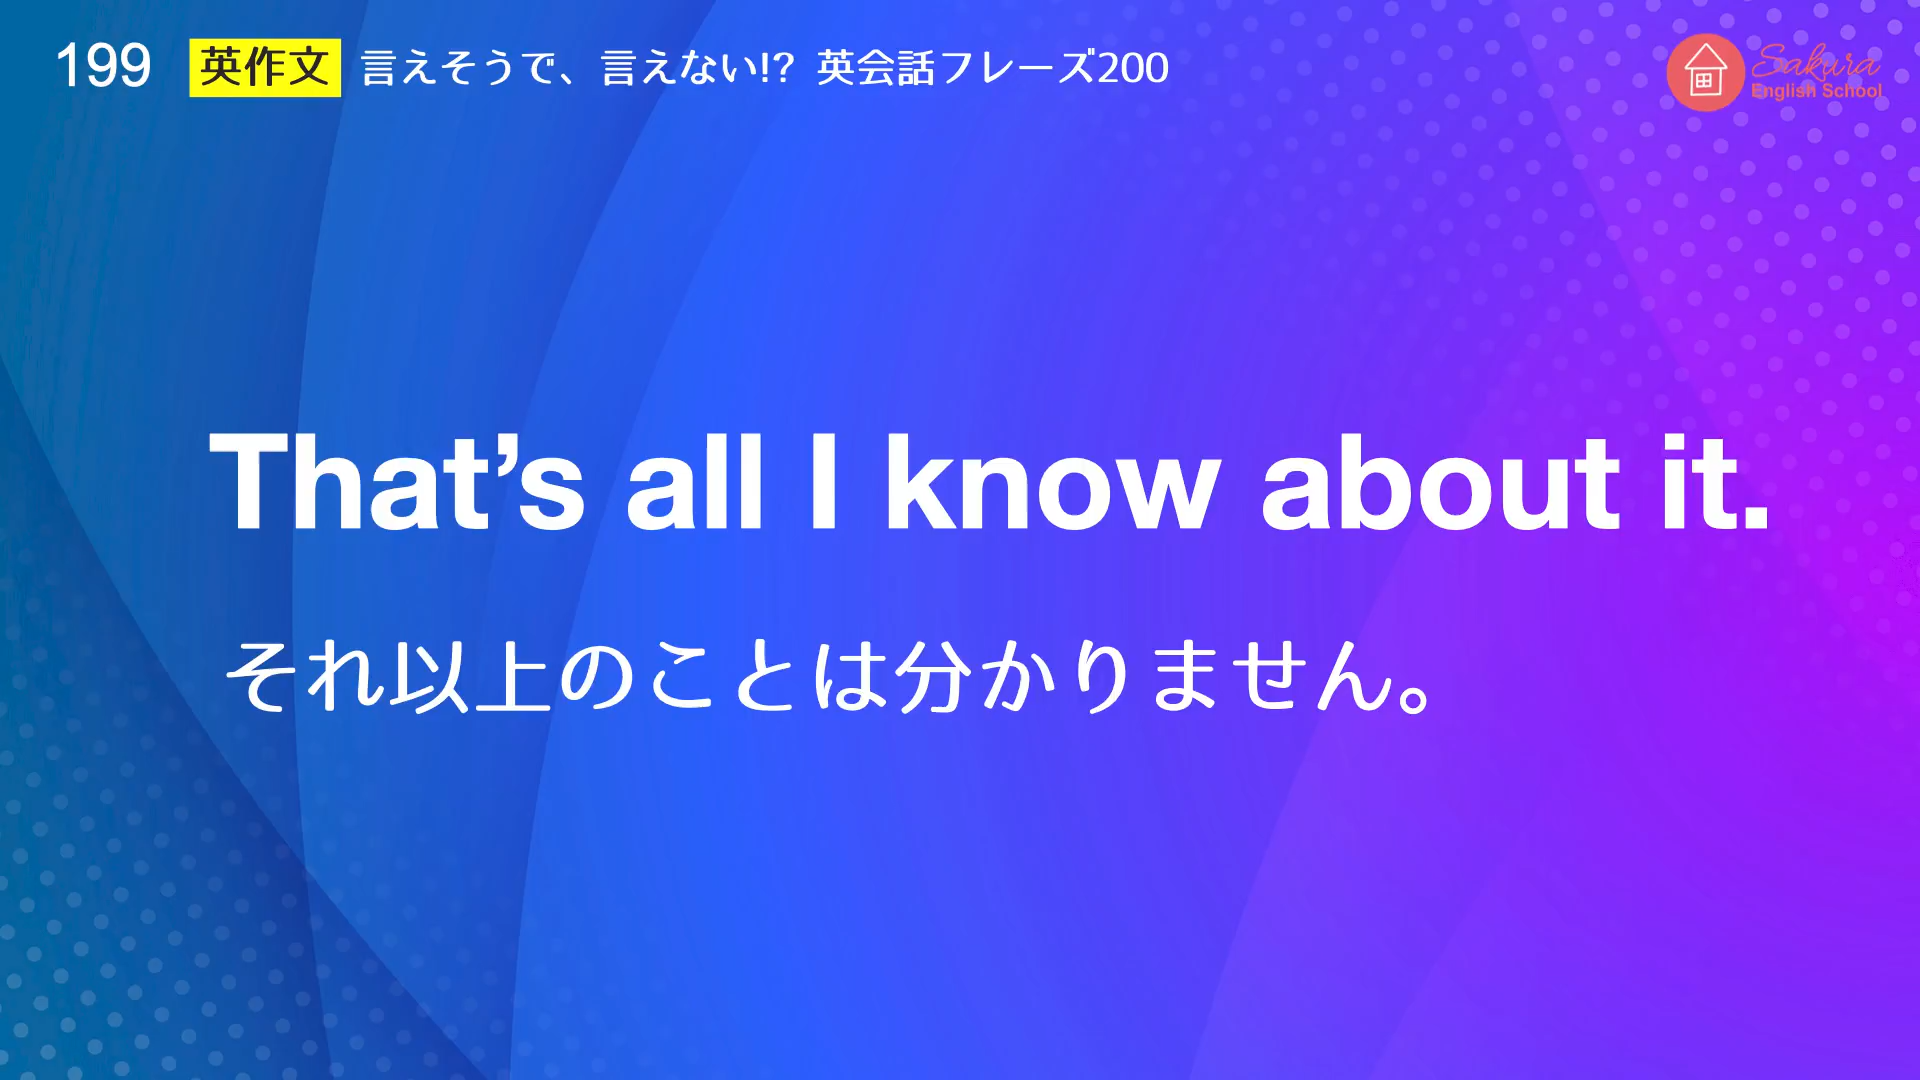 199 英作文 言えそうで、言えない!? 英会話フレーズ200
Sakura
English School
That’s all I know about it.
それ以上のことは分かりません。